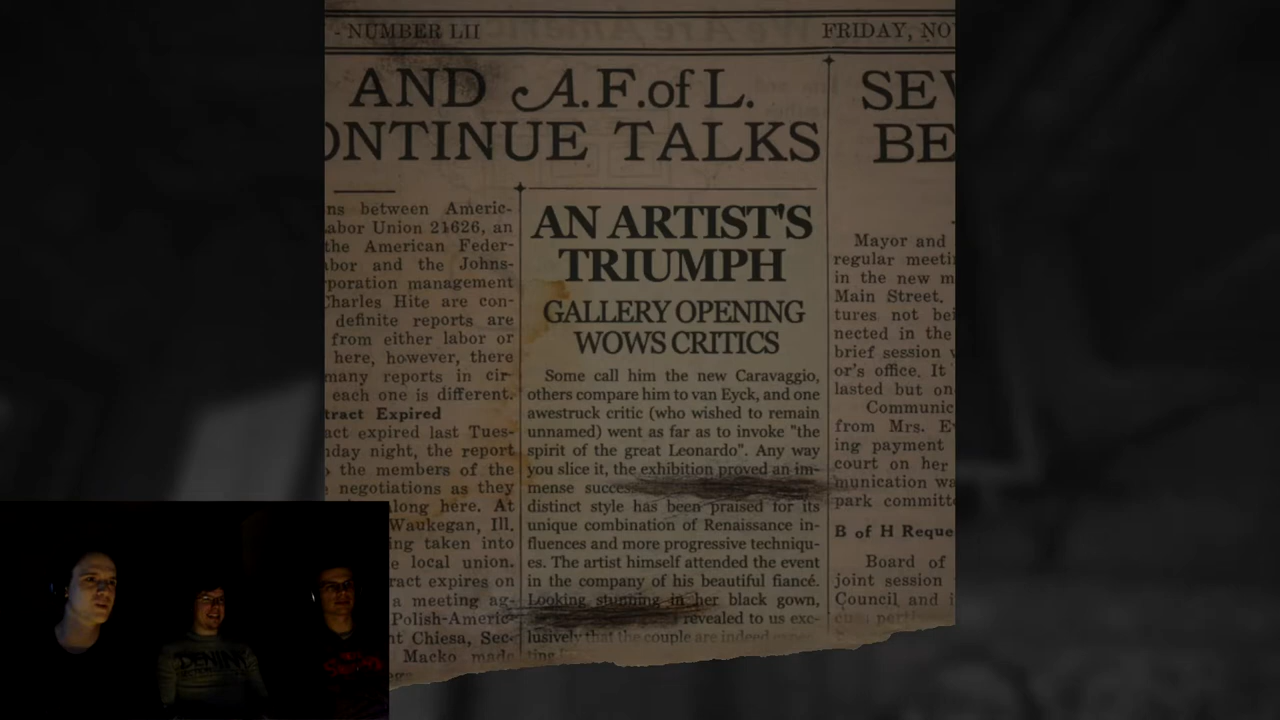 - NUMBER LII
FRIDAY, NO
AND A.F.of L.
ONTINUE TALKS
SEV
BE
ns between Americ-
abor Union 21626, an
the American Feder-
bor and the Johns-
poration management
Charles Hite are con-
definite reports are
from either labor or
here, however, there
many reports in cir-
each one is different.
tract Expired
act expired last Tues-
day night, the report
the members of the
negotiations as they
along here. At
Waukegan, Ill.
ing taken into
e local union.
ract expires on
a meeting ag-
Polish-Americ-
nt Chiesa, Sec-
Macko made
AN ARTIST'S
TRIUMPH
GALLERY OPENING
WOWS CRITICS
Some call him the new Caravaggio,
others compare him to van Eyck, and one
awestruck critic (who wished to remain
unnamed) went as far as to invoke "the
spirit of the great Leonardo". Any way
you slice it, the exhibition proved an im-
mense succes
distinct style has been praised for its
unique combination of Renaissance in-
fluences and more progressive techniqu-
es. The artist himself attended the event
in the company of his beautiful fiancé.
Looking stunning in her black gown,
revealed to us exc-
lusively that the couple are indeed expec-
ting
Mayor and
regular meeti
in the new m
Main Street.
tures not bei
nected in the
brief session w
or's office. It
lasted but on
Communic
from Mrs. Ev
ing payment
court on her
munication wa
park committe
B of H Reque
Board of
joint session
Council and i
DENIAL